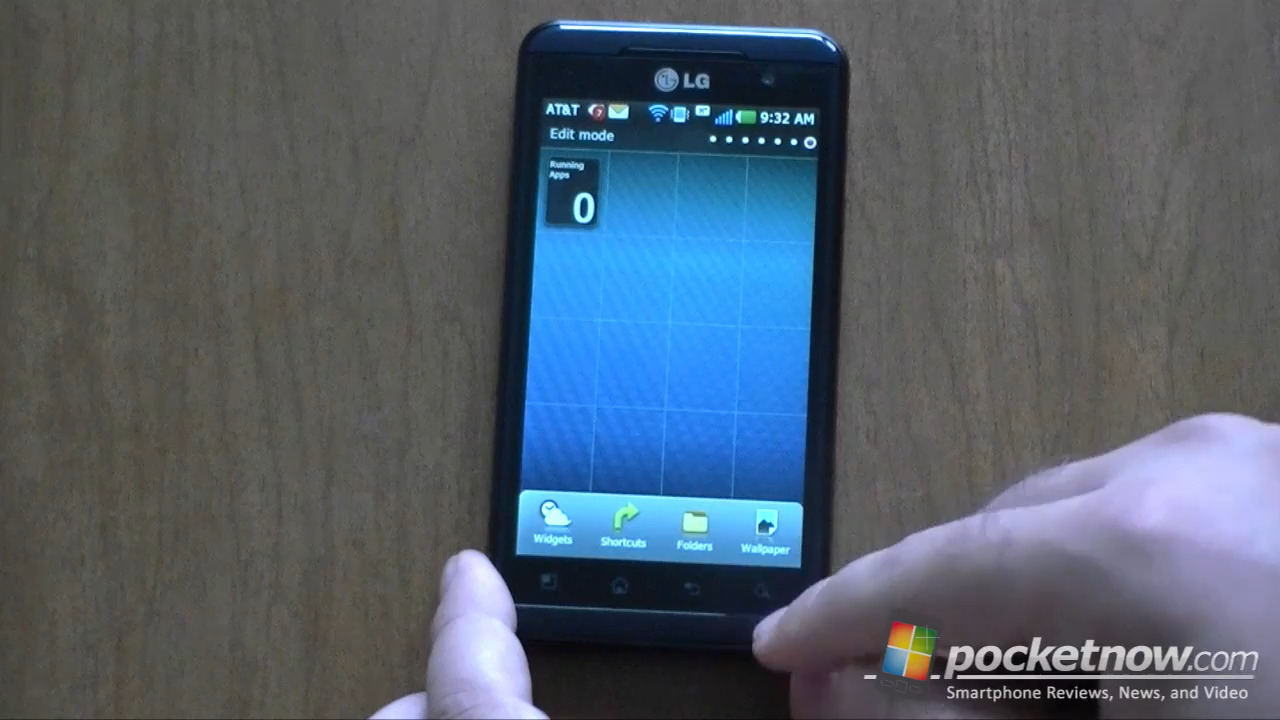 LG
AT&T 9:32 AM
Edit mode
Running
Apps
0
Widgets Shortcuts Folders Wallpaper
pocketnow.com
Smartphone Reviews, News, and Video